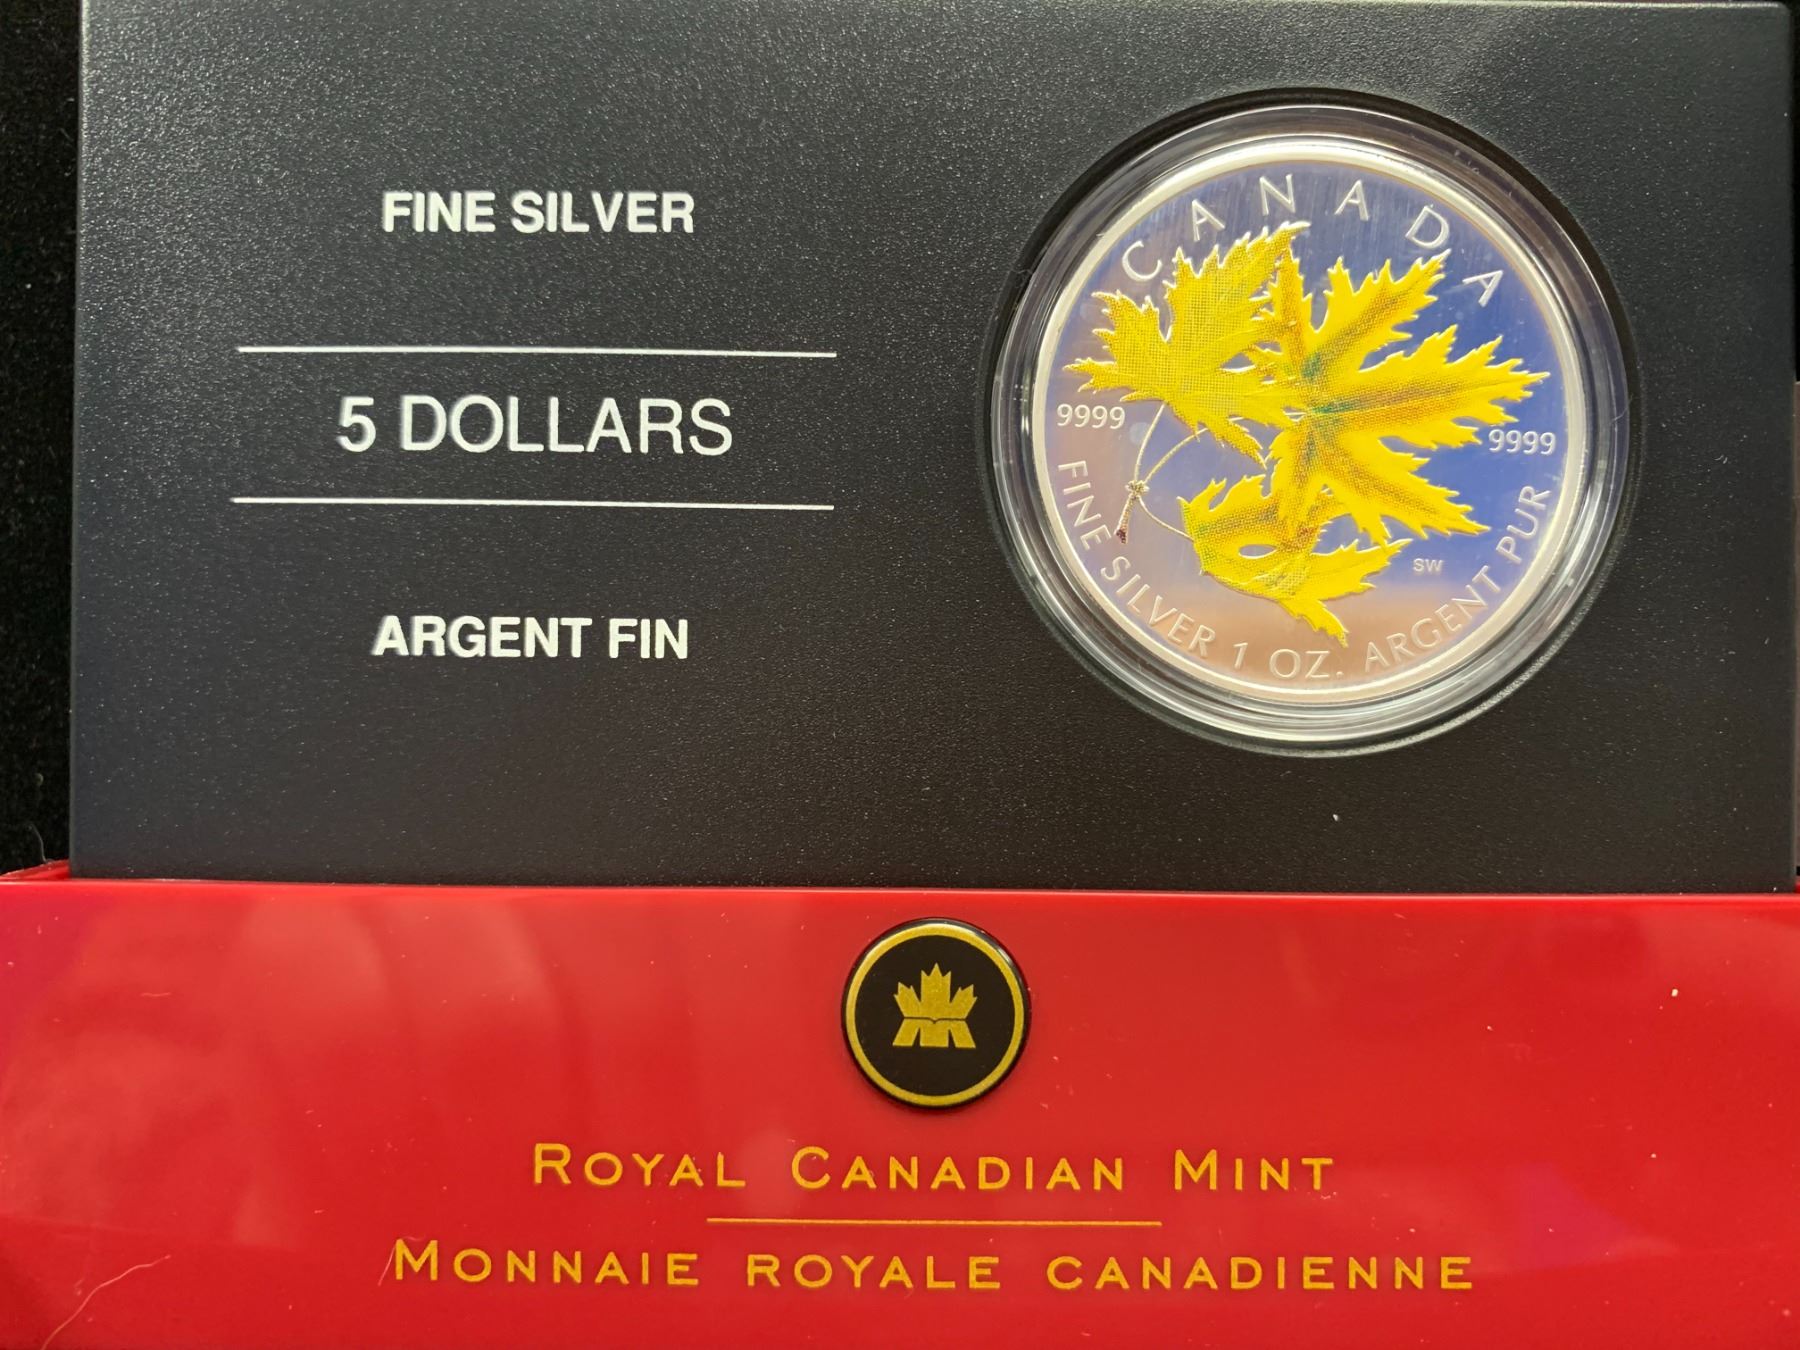 FINE SILVER
5 DOLLARS
ARGENT FIN
CANADA
9999
9999
SW
FINE SILVER 1 OZ. ARGENT PUR
ROYAL CANADIAN MINT
MONNAIE ROYALE CANADIENNE